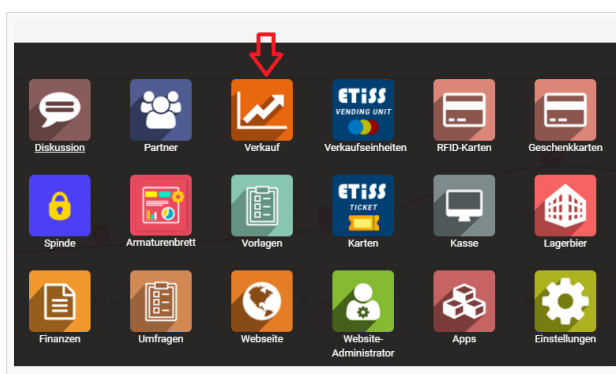 ETiSS
VENDING UNIT
Diskussion
Partner
Verkauf
Verkaufseinheiten
RFID-Karten
Geschenkkarten
ETiSS
TICKET
Spinde
Armaturenbrett
Vorlagen
Karten
Kasse
Lagerbier
Finanzen
Umfragen
Webseite
Website-
Administrator
Apps
Einstellungen